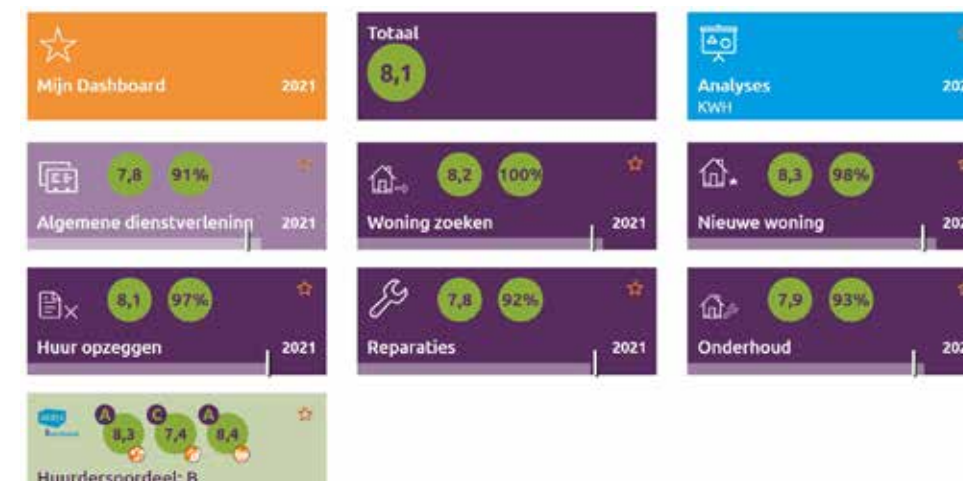 Mijn Dashboard 2021
Totaal
8,1
Analyses
KWH
7,8 91%
Algemene dienstverlening 2021
8,2 100%
Woning zoeken 2021
8,3 98%
Nieuwe woning
8,1 97%
Huur opzeggen 2021
7,8 92%
Reparaties 2021
7,9 93%
Onderhoud
A C A
8,3 7,4 8,4
Huurdersoordeel: B